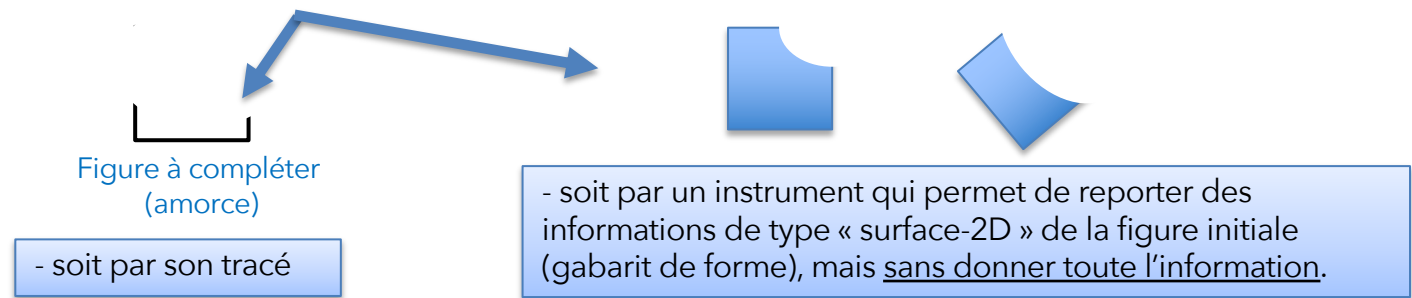 Figure à compléter
(amorce)
- soit par son tracé
- soit par un instrument qui permet de reporter des
informations de type « surface-2D » de la figure initiale
(gabarit de forme), mais sans donner toute l’information.